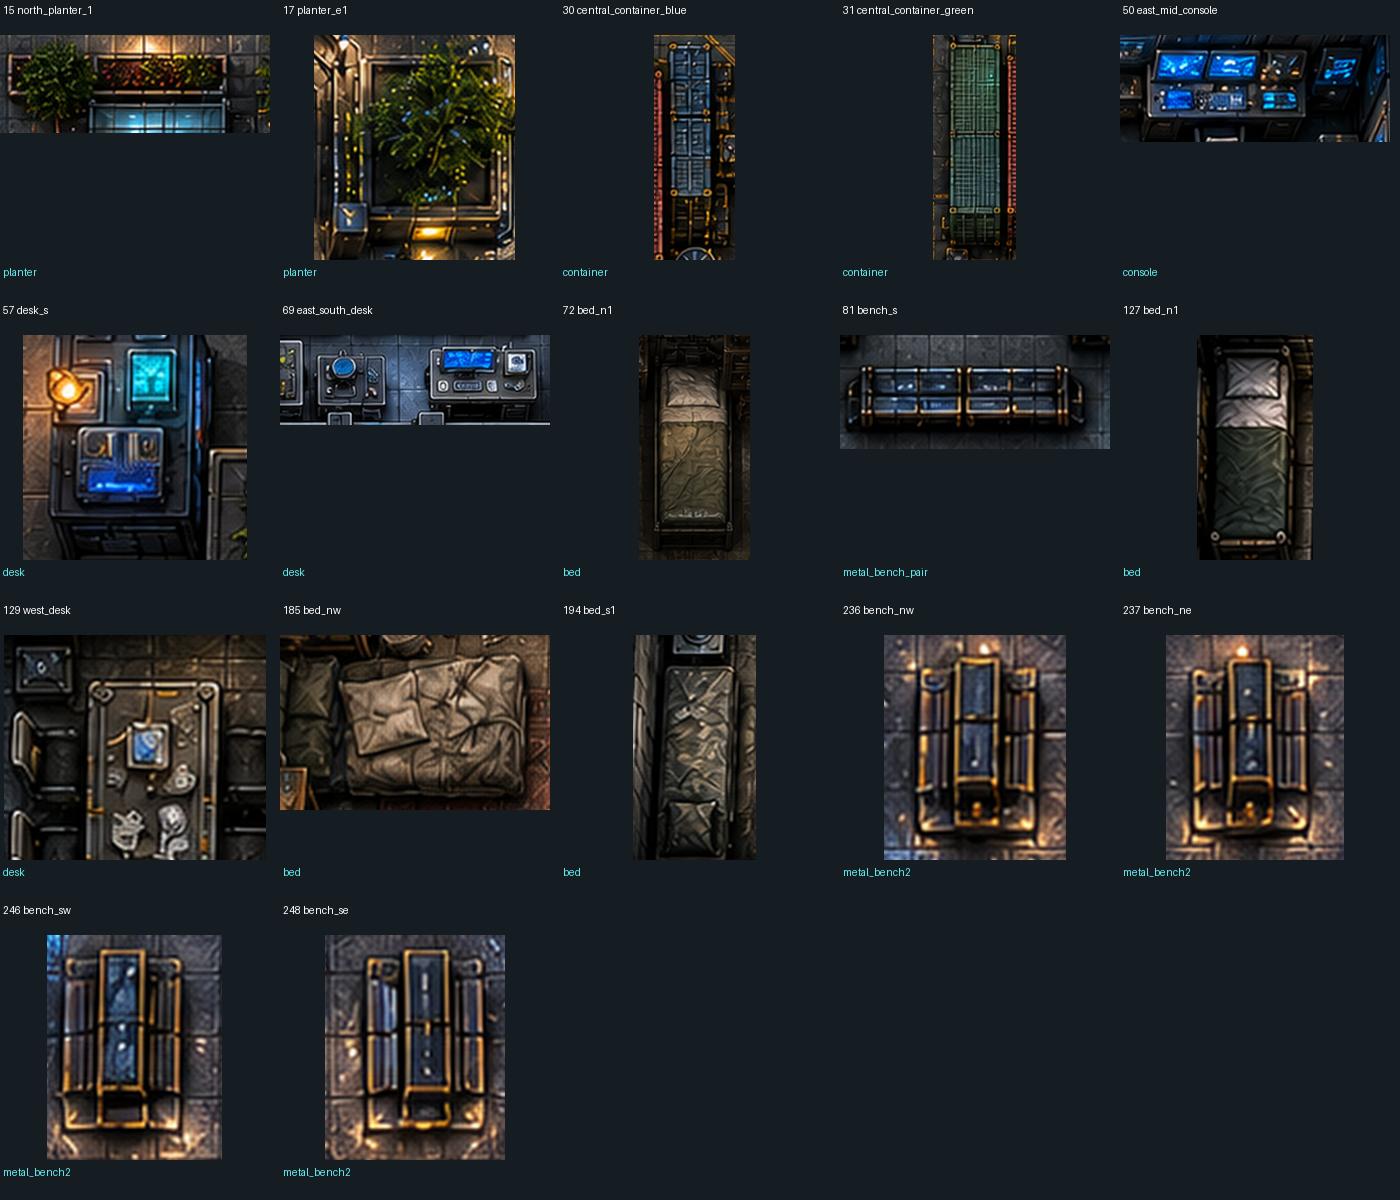 15 north_planter_1
17 planter_e1
30 central_container_blue
31 central_container_green
50 east_mid_console
planter
planter
container
container
console
57 desk_s
69 east_south_desk
72 bed_n1
81 bench_s
127 bed_n1
desk
desk
bed
metal_bench_pair
bed
129 west_desk
185 bed_nw
194 bed_s1
236 bench_nw
237 bench_ne
desk
bed
bed
metal_bench2
metal_bench2
246 bench_sw
248 bench_se
metal_bench2
metal_bench2